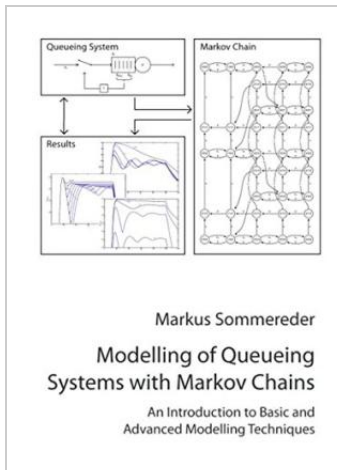 Queueing System
Markov Chain
Results
Markus Sommereder
Modelling of Queueing
Systems with Markov Chains
An Introduction to Basic and
Advanced Modelling Techniques